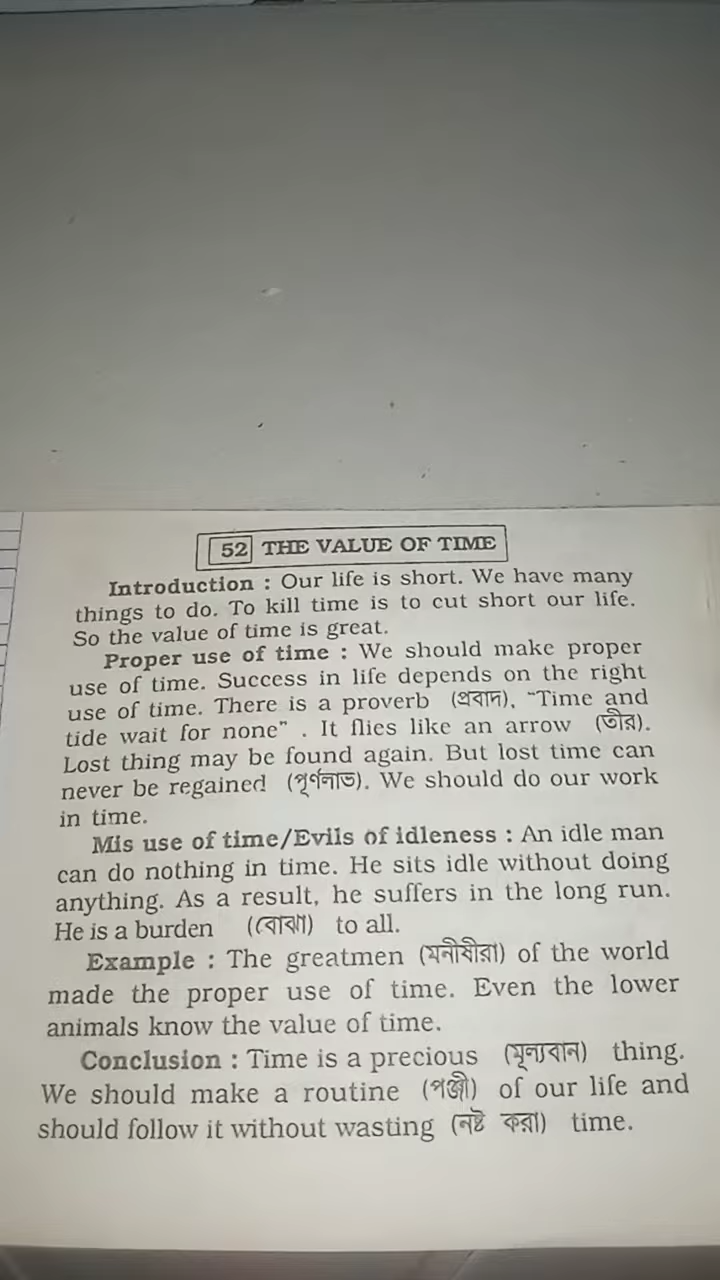 52 THE VALUE OF TIME
Introduction : Our life is short. We have many
things to do. To kill time is to cut short our life.
So the value of time is great.
Proper use of time : We should make proper
use of time. Success in life depends on the right
use of time. There is a proverb (প্রবাদ), "Time and
tide wait for none" . It flies like an arrow (তীর).
Lost thing may be found again. But lost time can
never be regained (পূর্ণলাভ). We should do our work
in time.
Mis use of time/Evils of idleness : An idle man
can do nothing in time. He sits idle without doing
anything. As a result, he suffers in the long run.
He is a burden (বোঝা) to all.
Example : The greatmen (মনীষীরা) of the world
made the proper use of time. Even the lower
animals know the value of time.
Conclusion : Time is a precious (মূল্যবান) thing.
We should make a routine (পঞ্জী) of our life and
should follow it without wasting (নষ্ট করা) time.